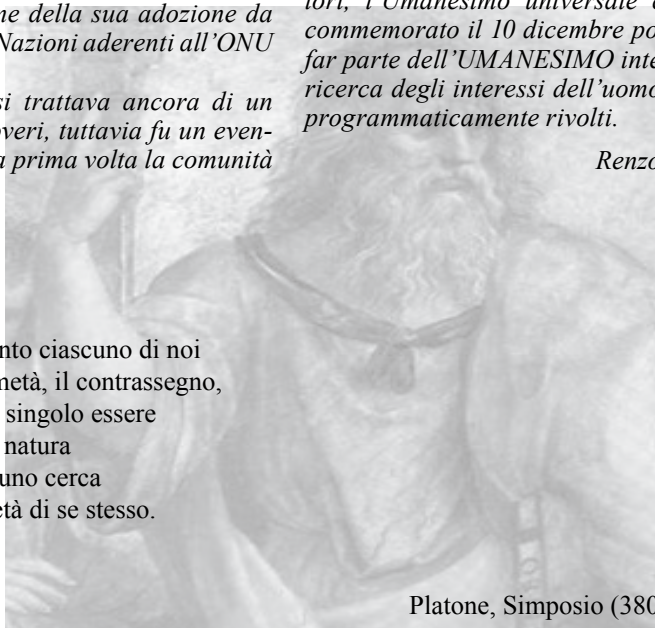 ne della sua adozione da
Nazioni aderenti all'ONU
si trattava ancora di un
overi, tuttavia fu un even-
a prima volta la comunità
tori, l'Umanesimo universale
commemorato il 10 dicembre po
far parte dell'UMANESIMO inte
ricerca degli interessi dell'uomo
programmaticamente rivolti.
Renzo
nto ciascuno di noi
metà, il contrassegno,
singolo essere
natura
uno cerca
età di se stesso.
Platone, Simposio (380